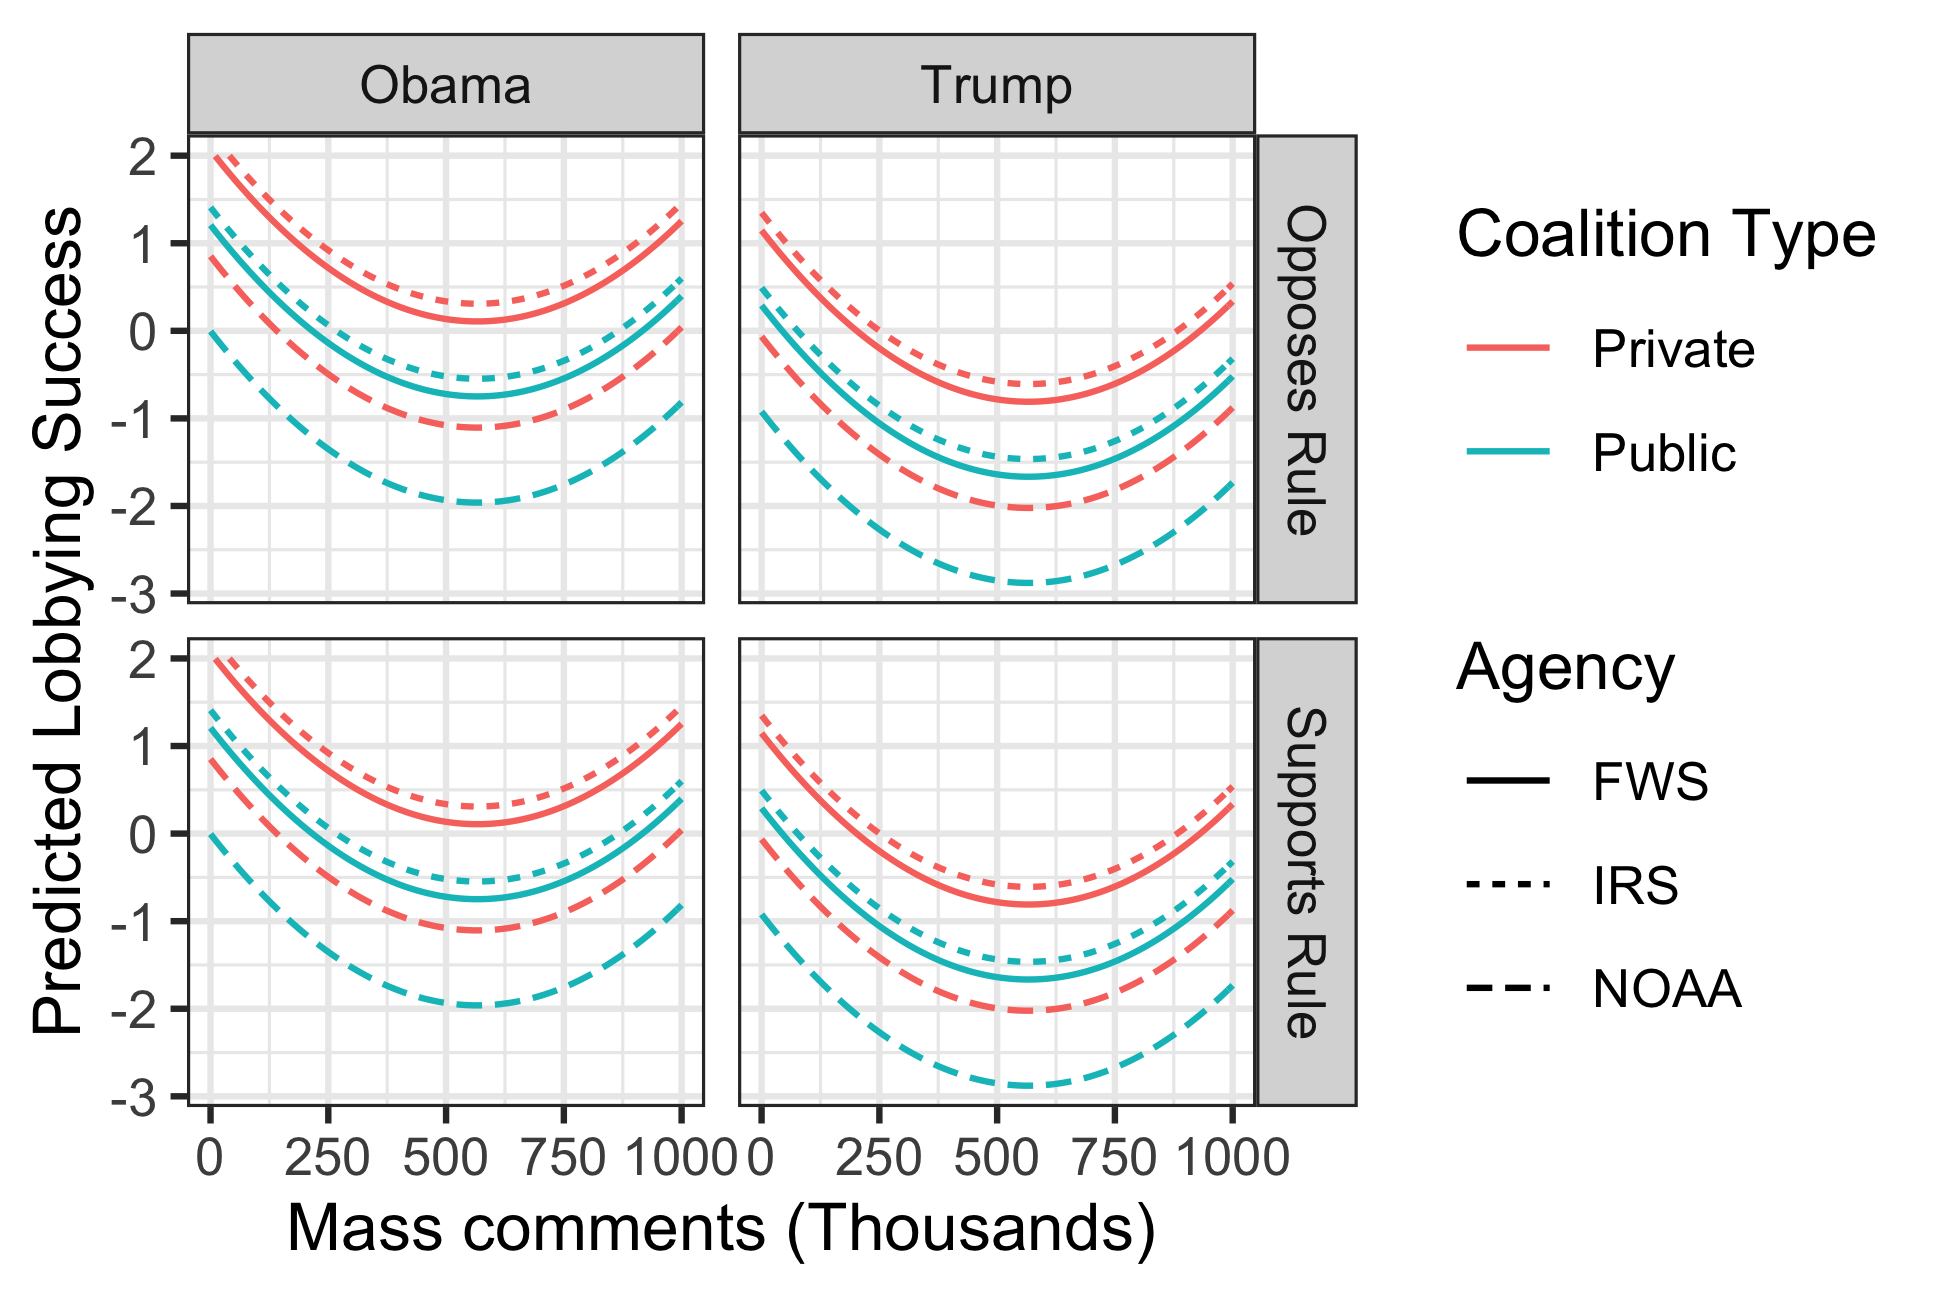 Obama
Trump
2
1
0
-1
-2
-3
Opposes Rule
2
1
0
-1
-2
-3
Supports Rule
0 250 500 750 1000
0 250 500 750 1000
Mass comments (Thousands)
Predicted Lobbying Success
Coalition Type
Private
Public
Agency
FWS
IRS
NOAA